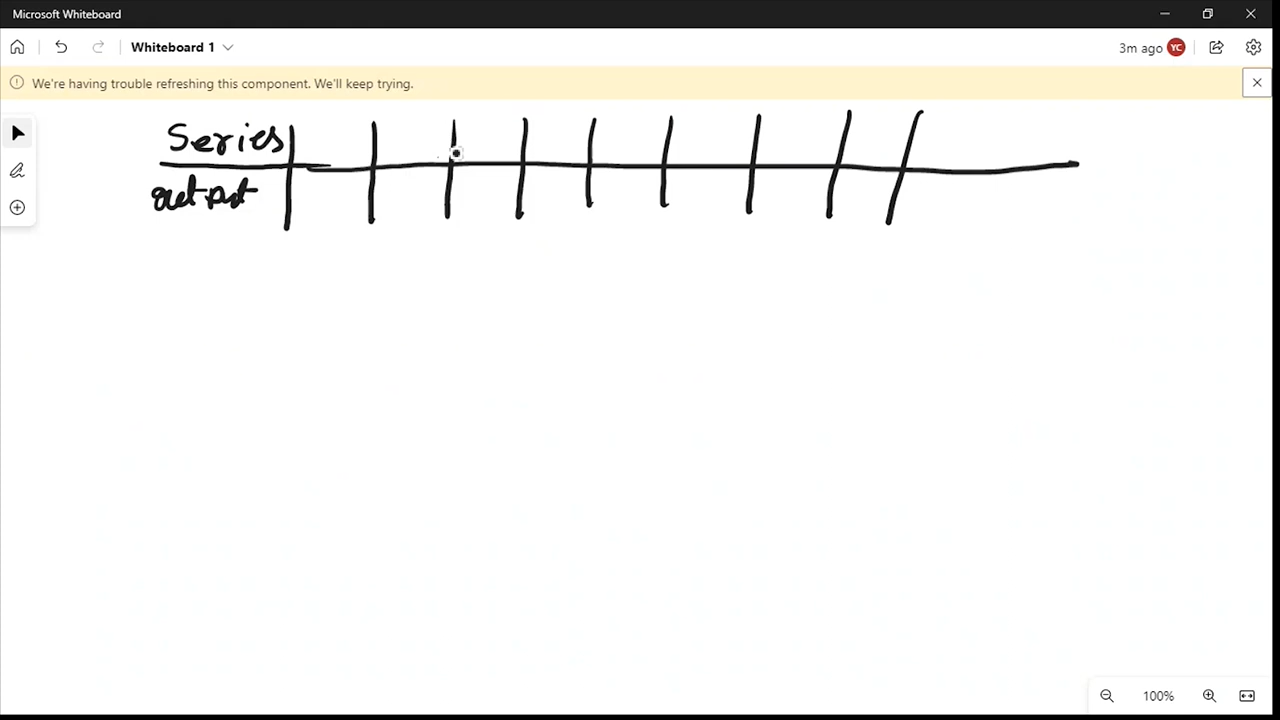 Microsoft Whiteboard
Whiteboard 1
3m ago YC
We're having trouble refreshing this component. We'll keep trying.
Series
output
100%